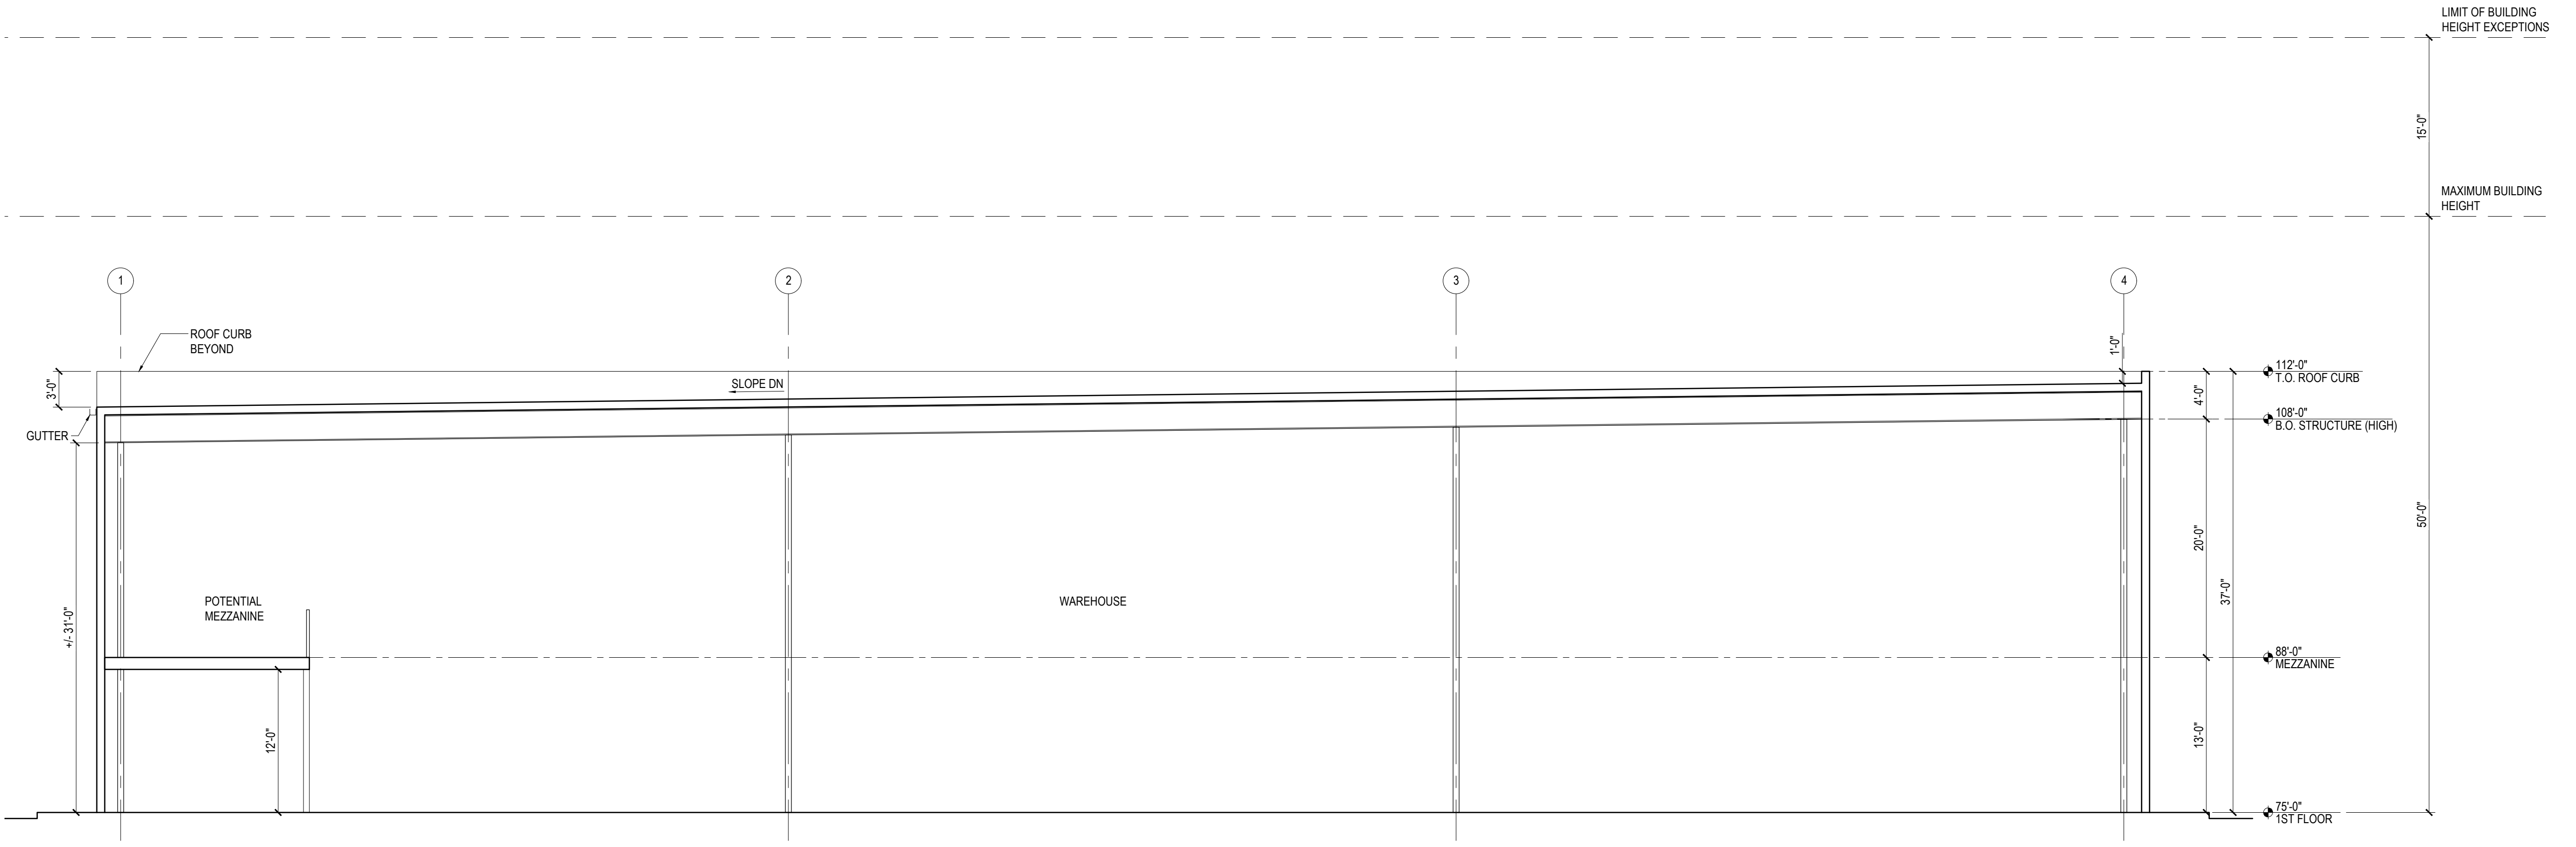 LIMIT OF BUILDING
HEIGHT EXCEPTIONS
15'-0"
MAXIMUM BUILDING
HEIGHT
1
2
3
4
ROOF CURB
BEYOND
1'-0"
3'-0"
SLOPE DN
112'-0"
T.O. ROOF CURB
4'-0"
GUTTER
108'-0"
B.O. STRUCTURE (HIGH)
50'-0"
20'-0"
37'-0"
POTENTIAL
MEZZANINE
WAREHOUSE
+/- 31'-0"
88'-0"
MEZZANINE
12'-0"
13'-0"
75'-0"
1ST FLOOR